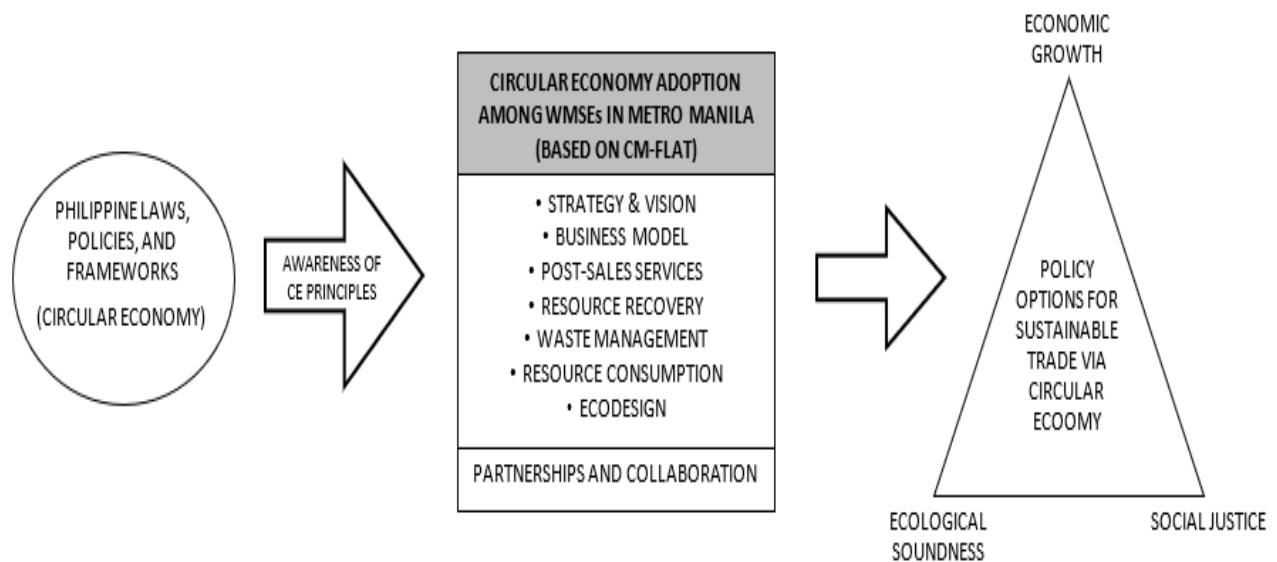 PHILIPPINE LAWS,
POLICIES, AND
FRAMEWORKS
(CIRCULAR ECONOMY)
AWARENESS OF
CE PRINCIPLES
CIRCULAR ECONOMY ADOPTION
AMONG WMSEs IN METRO MANILA
(BASED ON CM-FLAT)
• STRATEGY & VISION
• BUSINESS MODEL
• POST-SALES SERVICES
• RESOURCE RECOVERY
• WASTE MANAGEMENT
• RESOURCE CONSUMPTION
• ECODESIGN
PARTNERSHIPS AND COLLABORATION
ECONOMIC
GROWTH
POLICY
OPTIONS FOR
SUSTAINABLE
TRADE VIA
CIRCULAR
ECOOMY
ECOLOGICAL
SOUNDNESS
SOCIAL JUSTICE